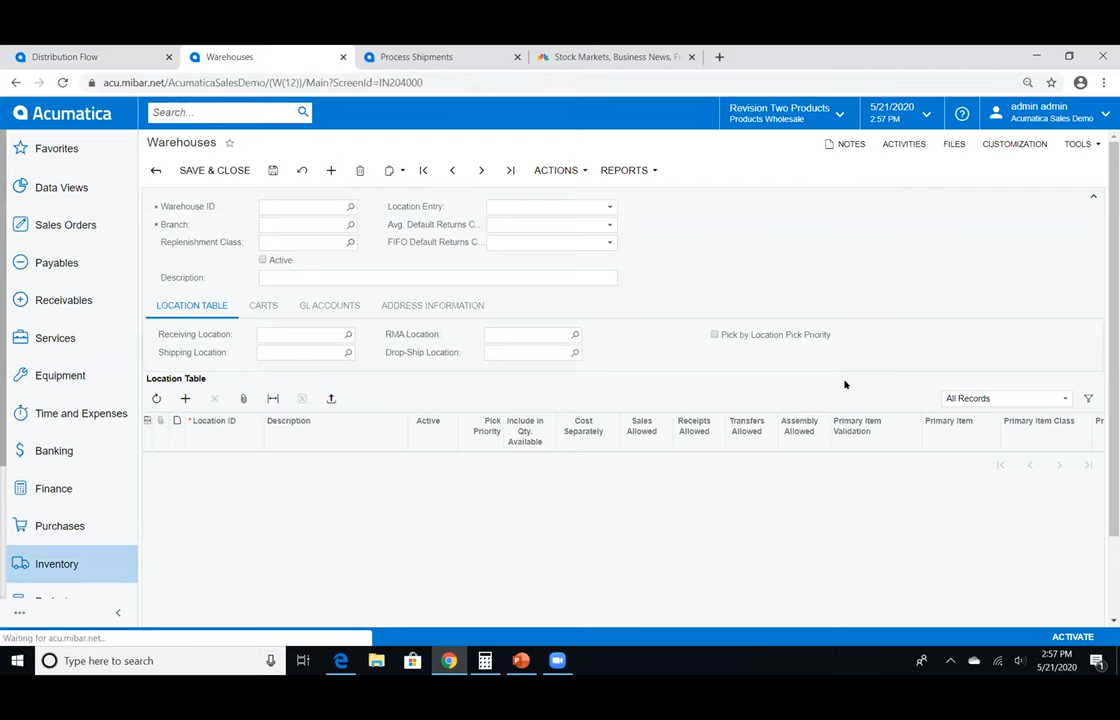 Distribution Flow
Warehouses
Process Shipments
Stock Markets, Business News, Fi
acu.mibar.net/AcumaticaSalesDemo/(W(12))/Main?ScreenId=IN204000
Acumatica
Search...
Revision Two Products
Products Wholesale
5/21/2020
2:57 PM
admin admin
Acumatica Sales Demo
Favorites
Data Views
Sales Orders
Payables
Receivables
Services
Equipment
Time and Expenses
Banking
Finance
Purchases
Inventory
Warehouses
NOTES ACTIVITIES FILES CUSTOMIZATION TOOLS
SAVE & CLOSE ACTIONS REPORTS
* Warehouse ID: Location Entry:
* Branch: Avg. Default Returns C...
Replenishment Class: FIFO Default Returns C...
Active
Description:
LOCATION TABLE CARTS GL ACCOUNTS ADDRESS INFORMATION
Receiving Location: RMA Location: Pick by Location Pick Priority
Shipping Location: Drop-Ship Location:
Location Table
All Records
* Location ID Description Active Pick Priority Include in Qty. Available Cost Separately Sales Allowed Receipts Allowed Transfers Allowed Assembly Allowed Primary Item Validation Primary Item Primary Item Class Pr
Waiting for acu.mibar.net...
ACTIVATE
Type here to search
2:57 PM
5/21/2020